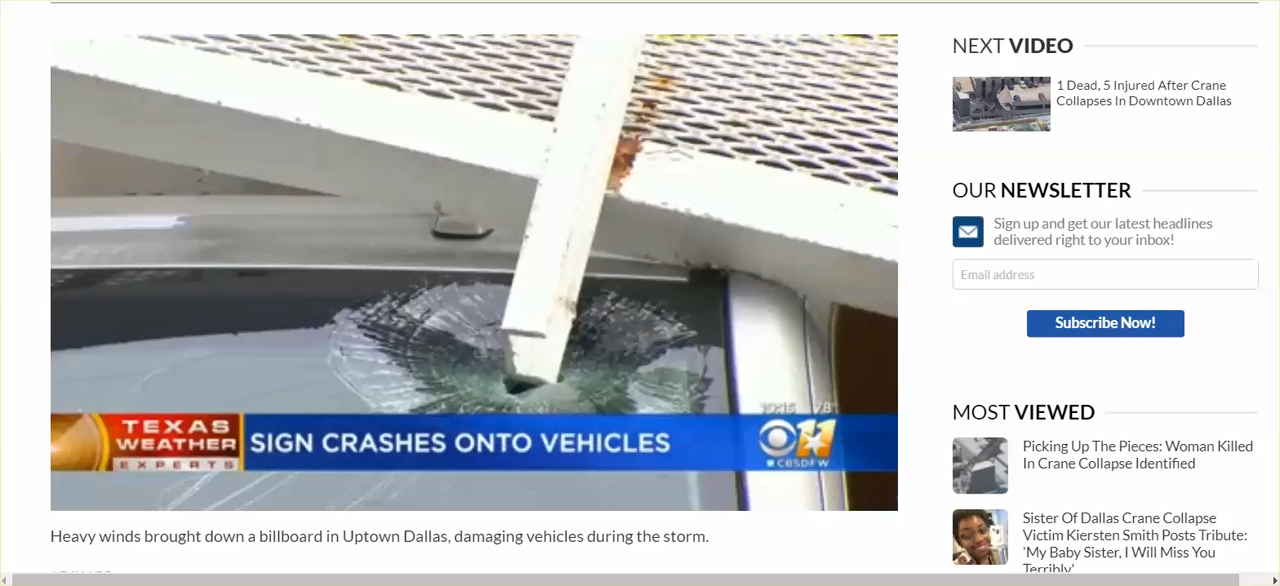 NEXT VIDEO
1 Dead, 5 Injured After Crane
Collapses In Downtown Dallas
OUR NEWSLETTER
Sign up and get our latest headlines
delivered right to your inbox!
Email address
Subscribe Now!
MOST VIEWED
Picking Up The Pieces: Woman Killed
In Crane Collapse Identified
Sister Of Dallas Crane Collapse
Victim Kiersten Smith Posts Tribute:
'My Baby Sister, I Will Miss You
Terribly'
10:15 78°
TEXAS
WEATHER
EXPERTS
SIGN CRASHES ONTO VEHICLES
11
CBSDFW
Heavy winds brought down a billboard in Uptown Dallas, damaging vehicles during the storm.